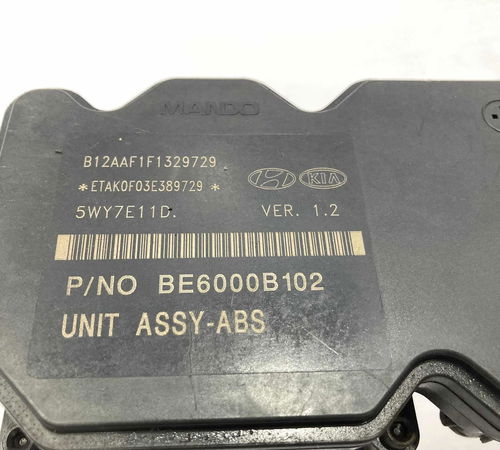 MANDO
B12AAF1F1329729
*ETAK0F03E389729*
KIA
5WY7E11D. VER. 1.2
P/NO BE6000B102
UNIT ASSY-ABS